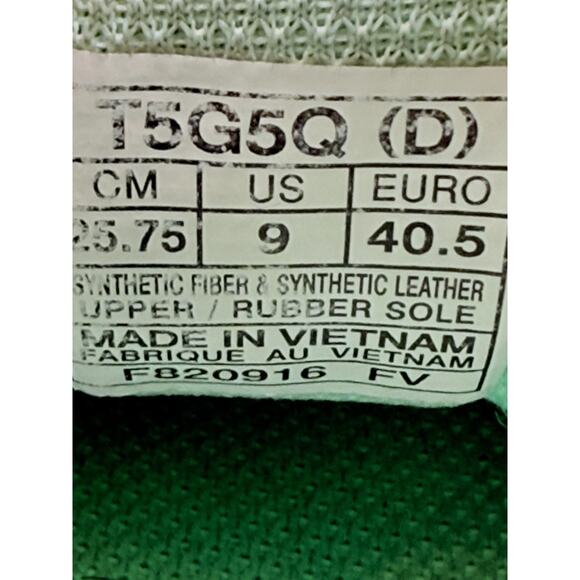 T5G5Q (D)
CM US EURO
25.75 9 40.5
SYNTHETIC FIBER & SYNTHETIC LEATHER
UPPER / RUBBER SOLE
MADE IN VIETNAM
FABRIQUE AU VIETNAM
F820916 FV